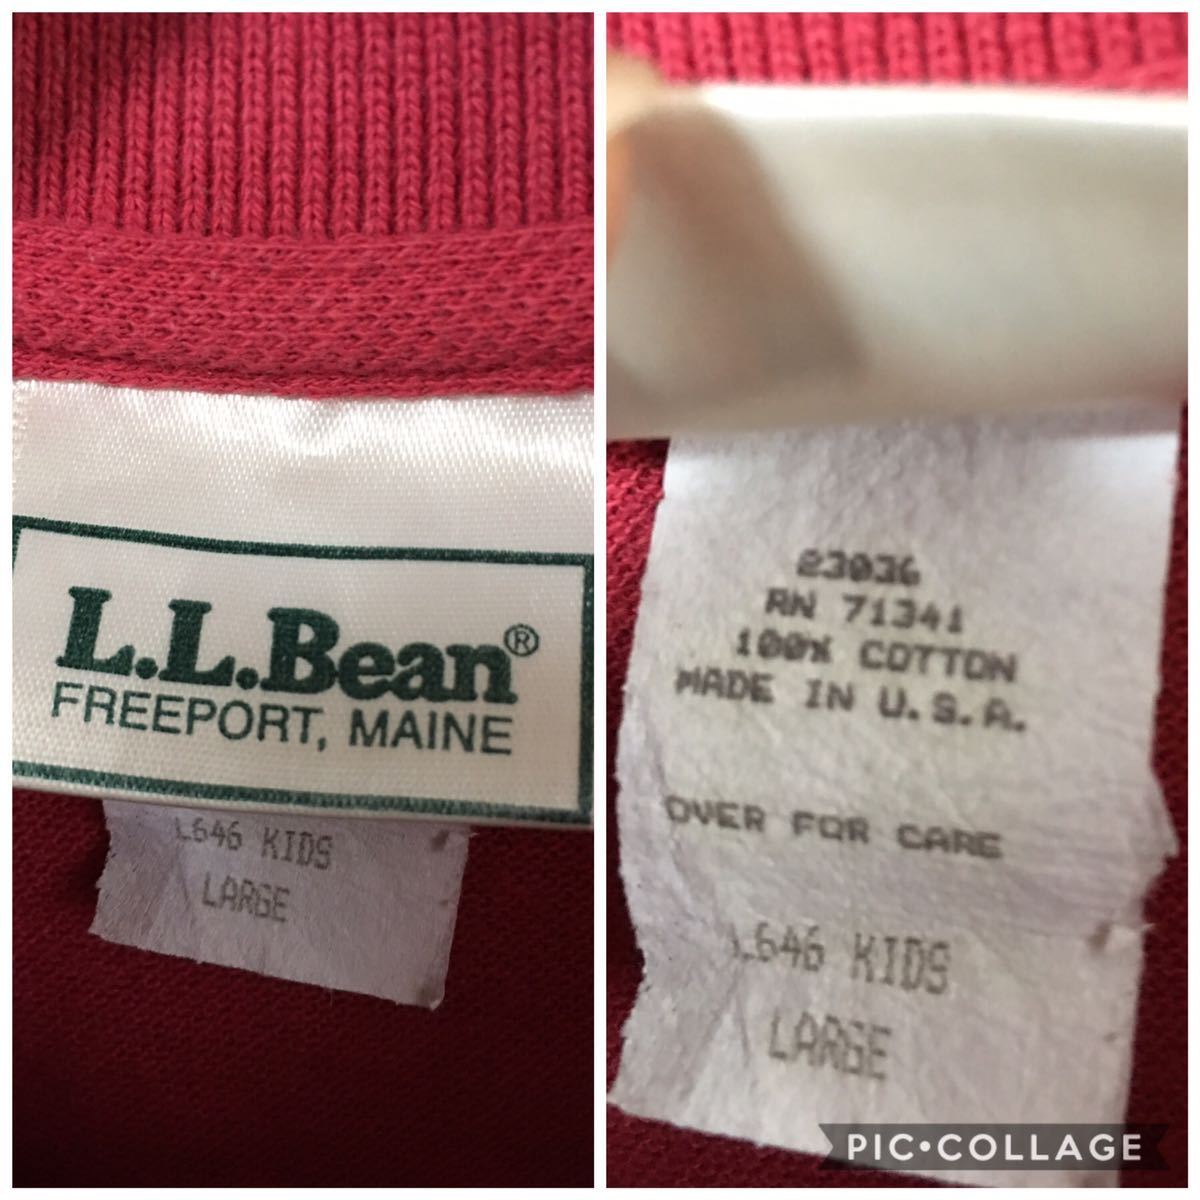 L.L.Bean®
FREEPORT, MAINE
L646 KIDS
LARGE
23036
RN 71341
100% COTTON
MADE IN U.S.A.
OVER FOR CARE
L646 KIDS
LARGE
PIC•COLLAGE